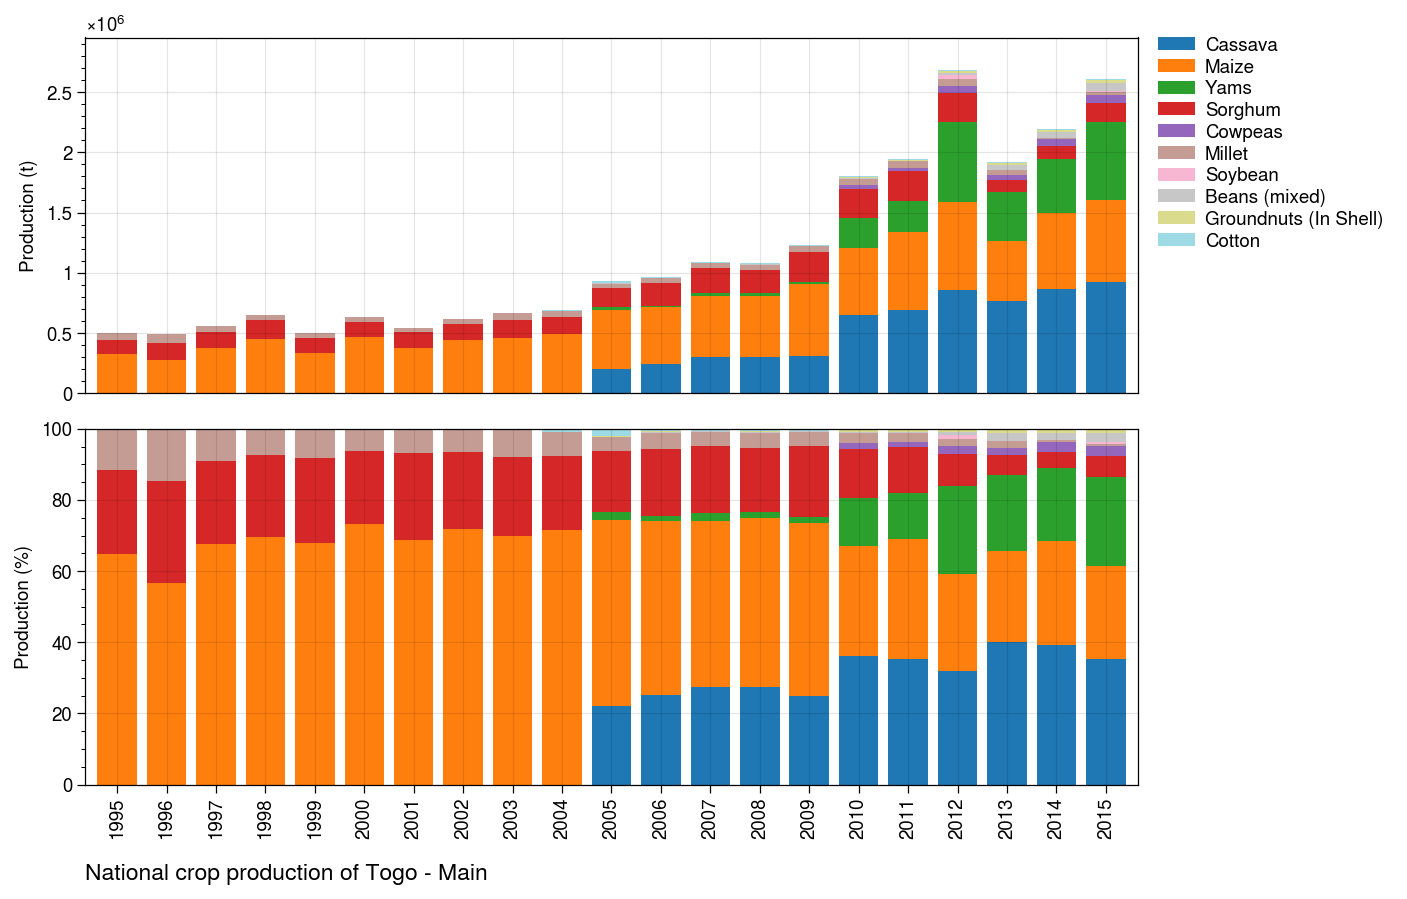 ×10⁶
Production (t)
2.5
2
1.5
1
0.5
0
Cassava
Maize
Yams
Sorghum
Cowpeas
Millet
Soybean
Beans (mixed)
Groundnuts (In Shell)
Cotton
Production (%)
100
80
60
40
20
0
1995 1996 1997 1998 1999 2000 2001 2002 2003 2004 2005 2006 2007 2008 2009 2010 2011 2012 2013 2014 2015
National crop production of Togo - Main